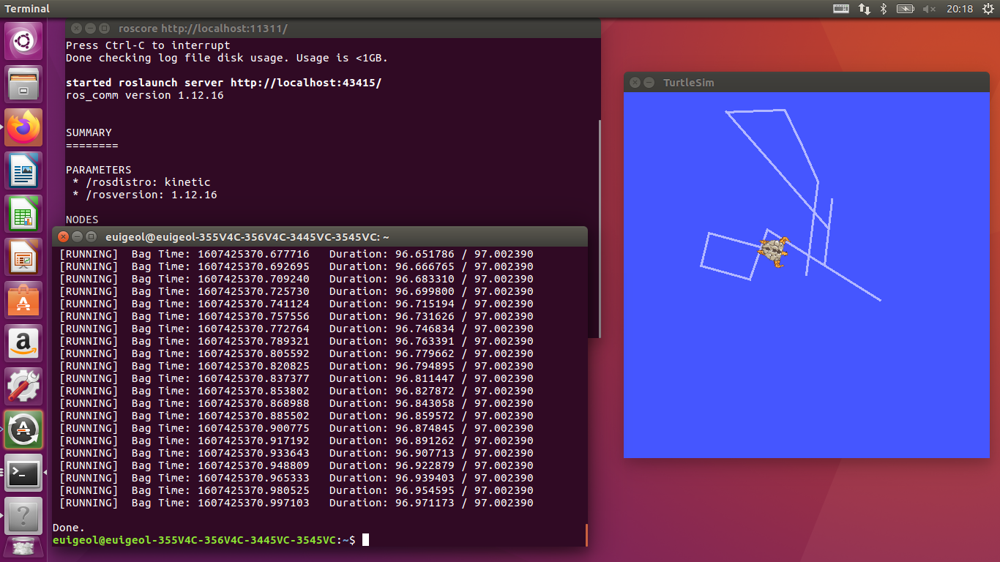 Terminal
20:18
roscore http://localhost:11311/
Press Ctrl-C to interrupt
Done checking log file disk usage. Usage is <1GB.
started roslaunch server http://localhost:43415/
ros_comm version 1.12.16
SUMMARY
========
PARAMETERS
* /rosdistro: kinetic
* /rosversion: 1.12.16
NODES
euigeol@euigeol-355V4C-356V4C-3445VC-3545VC: ~
[RUNNING]  Bag Time: 1607425370.677716   Duration: 96.651786 / 97.002390
[RUNNING]  Bag Time: 1607425370.692695   Duration: 96.666765 / 97.002390
[RUNNING]  Bag Time: 1607425370.709240   Duration: 96.683310 / 97.002390
[RUNNING]  Bag Time: 1607425370.725730   Duration: 96.699800 / 97.002390
[RUNNING]  Bag Time: 1607425370.741124   Duration: 96.715194 / 97.002390
[RUNNING]  Bag Time: 1607425370.757556   Duration: 96.731626 / 97.002390
[RUNNING]  Bag Time: 1607425370.772764   Duration: 96.746834 / 97.002390
[RUNNING]  Bag Time: 1607425370.789321   Duration: 96.763391 / 97.002390
[RUNNING]  Bag Time: 1607425370.805592   Duration: 96.779662 / 97.002390
[RUNNING]  Bag Time: 1607425370.820825   Duration: 96.794895 / 97.002390
[RUNNING]  Bag Time: 1607425370.837377   Duration: 96.811447 / 97.002390
[RUNNING]  Bag Time: 1607425370.853802   Duration: 96.827872 / 97.002390
[RUNNING]  Bag Time: 1607425370.868988   Duration: 96.843058 / 97.002390
[RUNNING]  Bag Time: 1607425370.885502   Duration: 96.859572 / 97.002390
[RUNNING]  Bag Time: 1607425370.900775   Duration: 96.874845 / 97.002390
[RUNNING]  Bag Time: 1607425370.917192   Duration: 96.891262 / 97.002390
[RUNNING]  Bag Time: 1607425370.933643   Duration: 96.907713 / 97.002390
[RUNNING]  Bag Time: 1607425370.948809   Duration: 96.922879 / 97.002390
[RUNNING]  Bag Time: 1607425370.965333   Duration: 96.939403 / 97.002390
[RUNNING]  Bag Time: 1607425370.980525   Duration: 96.954595 / 97.002390
[RUNNING]  Bag Time: 1607425370.997103   Duration: 96.971173 / 97.002390
Done.
euigeol@euigeol-355V4C-356V4C-3445VC-3545VC:~$
TurtleSim